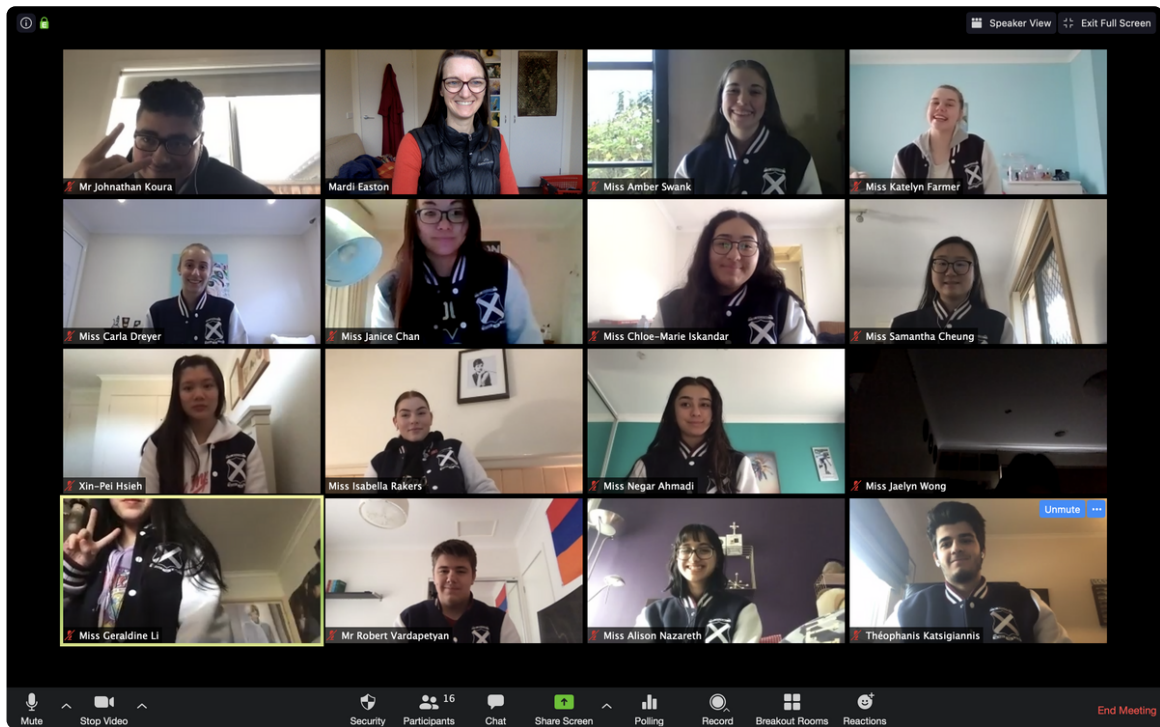 Speaker View
Exit Full Screen
Mr Johnathan Koura
Mardi Easton
Miss Amber Swank
Miss Katelyn Farmer
Miss Carla Dreyer
Miss Janice Chan
Miss Chloe-Marie Iskandar
Miss Samantha Cheung
Xin-Pei Hsieh
Miss Isabella Rakers
Miss Negar Ahmadi
Miss Jaelyn Wong
Unmute
Miss Geraldine Li
Mr Robert Vardapetyan
Miss Alison Nazareth
Théophanis Katsigiannis
16
Mute
Stop Video
Security
Participants
Chat
Share Screen
Polling
Record
Breakout Rooms
Reactions
End Meeting